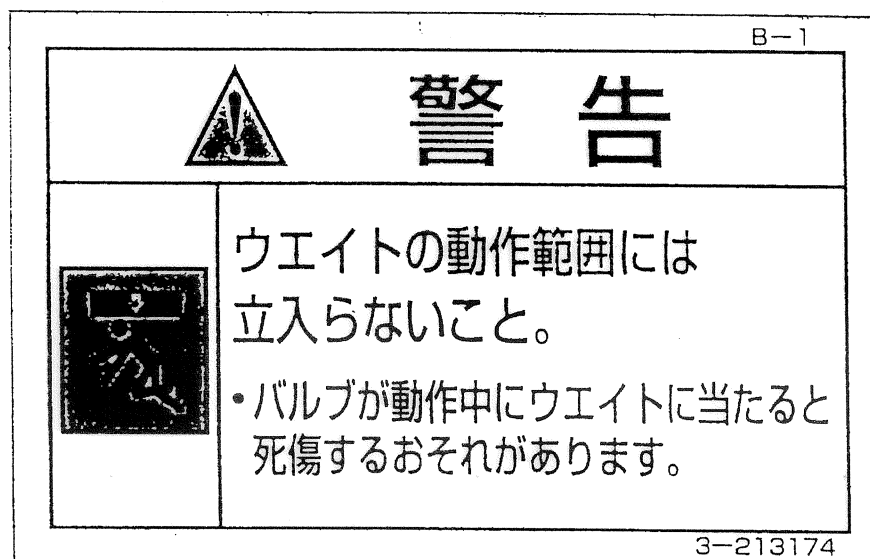 B-1
警告
ウエイトの動作範囲には
立入らないこと。
・バルブが動作中にウエイトに当たると
死傷するおそれがあります。
3-213174